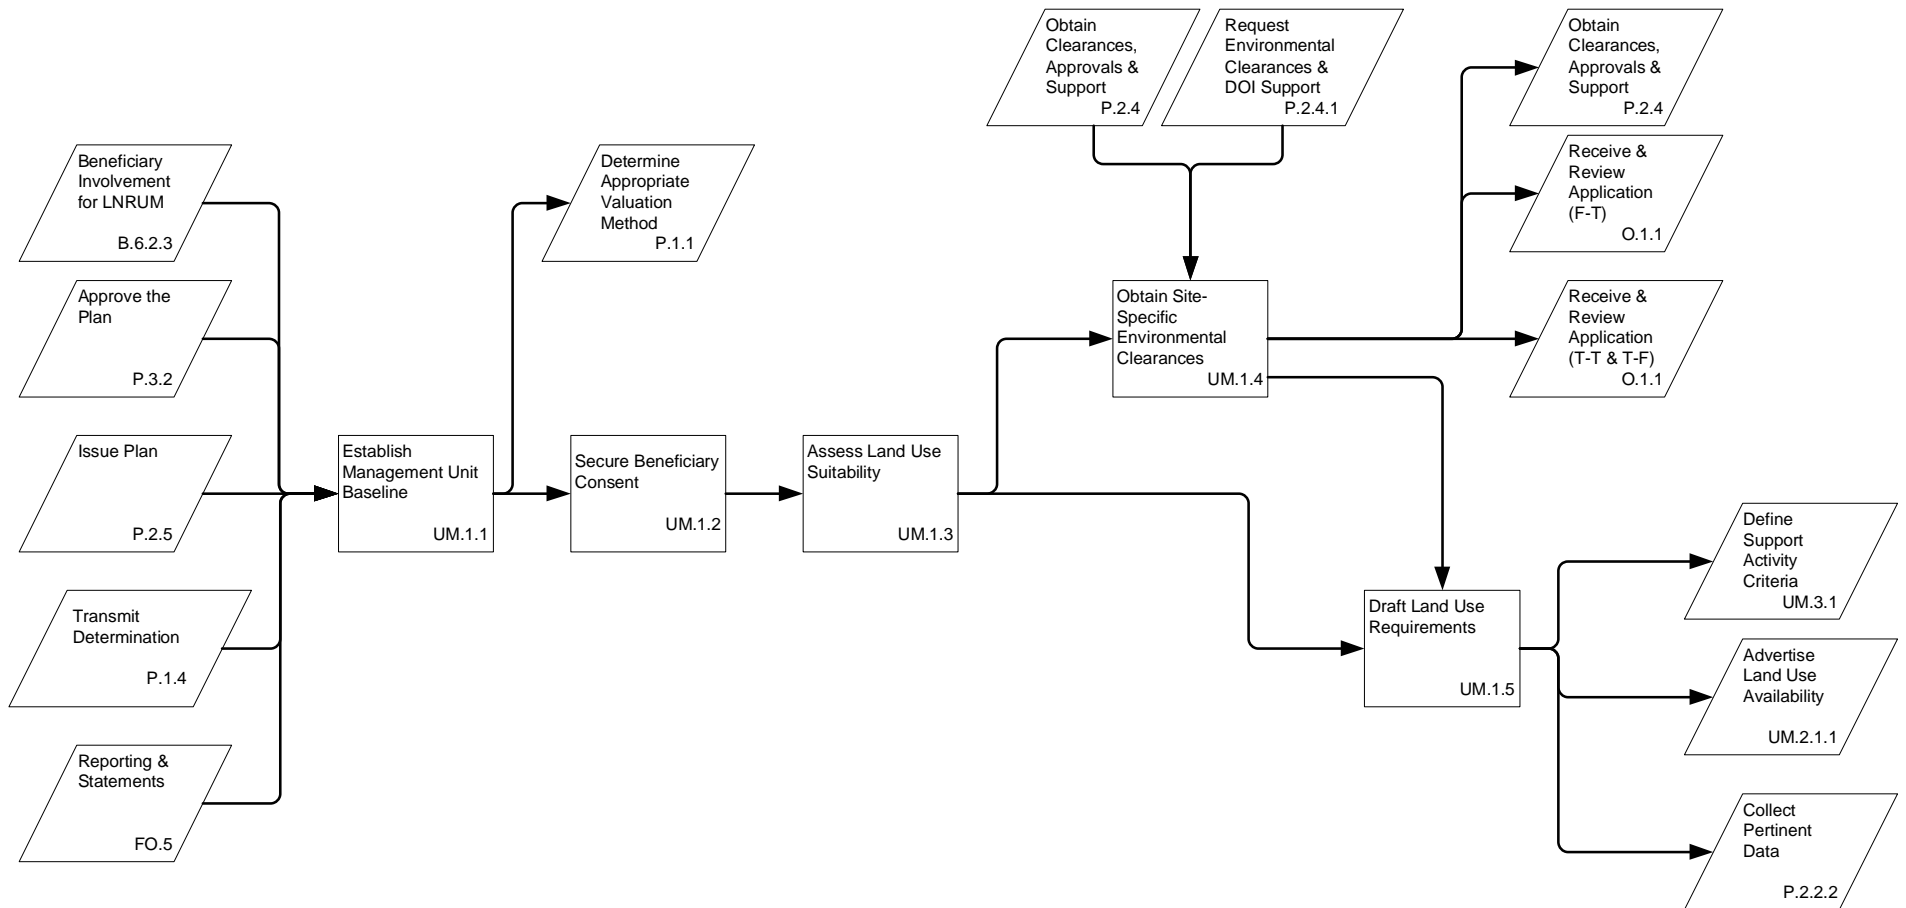 Obtain
Clearances,
Approvals &
Support
P.2.4
Request
Environmental
Clearances &
DOI Support
P.2.4.1
Obtain
Clearances,
Approvals &
Support
P.2.4
Beneficiary
Involvement
for LNRUM
B.6.2.3
Determine
Appropriate
Valuation
Method
P.1.1
Receive &
Review
Application
(F-T)
O.1.1
Approve the
Plan
P.3.2
Obtain Site-
Specific
Environmental
Clearances
UM.1.4
Receive &
Review
Application
(T-T & T-F)
O.1.1
Issue Plan
P.2.5
Establish
Management Unit
Baseline
UM.1.1
Secure Beneficiary
Consent
UM.1.2
Assess Land Use
Suitability
UM.1.3
Define
Support
Activity
Criteria
UM.3.1
Transmit
Determination
P.1.4
Draft Land Use
Requirements
UM.1.5
Advertise
Land Use
Availability
UM.2.1.1
Reporting &
Statements
FO.5
Collect
Pertinent
Data
P.2.2.2